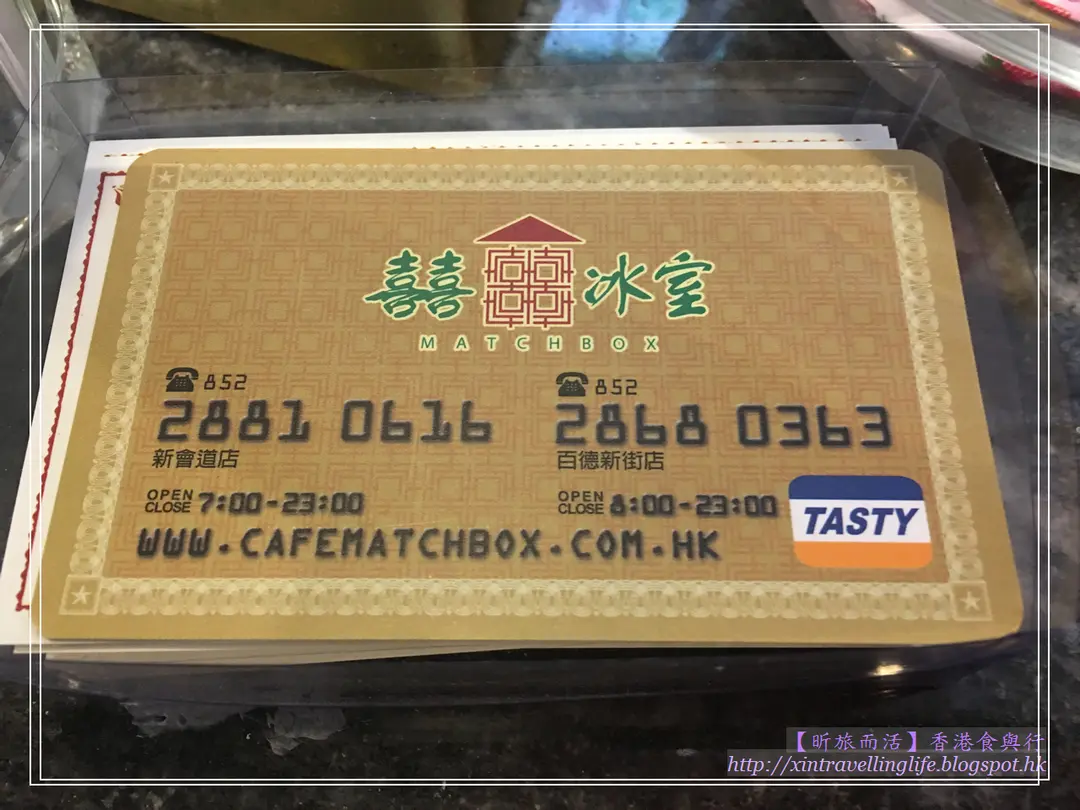 囍囍冰室
MATCHBOX
852 852
2881 0616 2868 0363
新會道店 百德新街店
OPEN CLOSE 7:00-23:00 OPEN CLOSE 8:00-23:00
WWW.CAFEMATCHBOX.COM.HK
TASTY
【昕旅而活】香港食與行
http://xintravellinglife.blogspot.hk